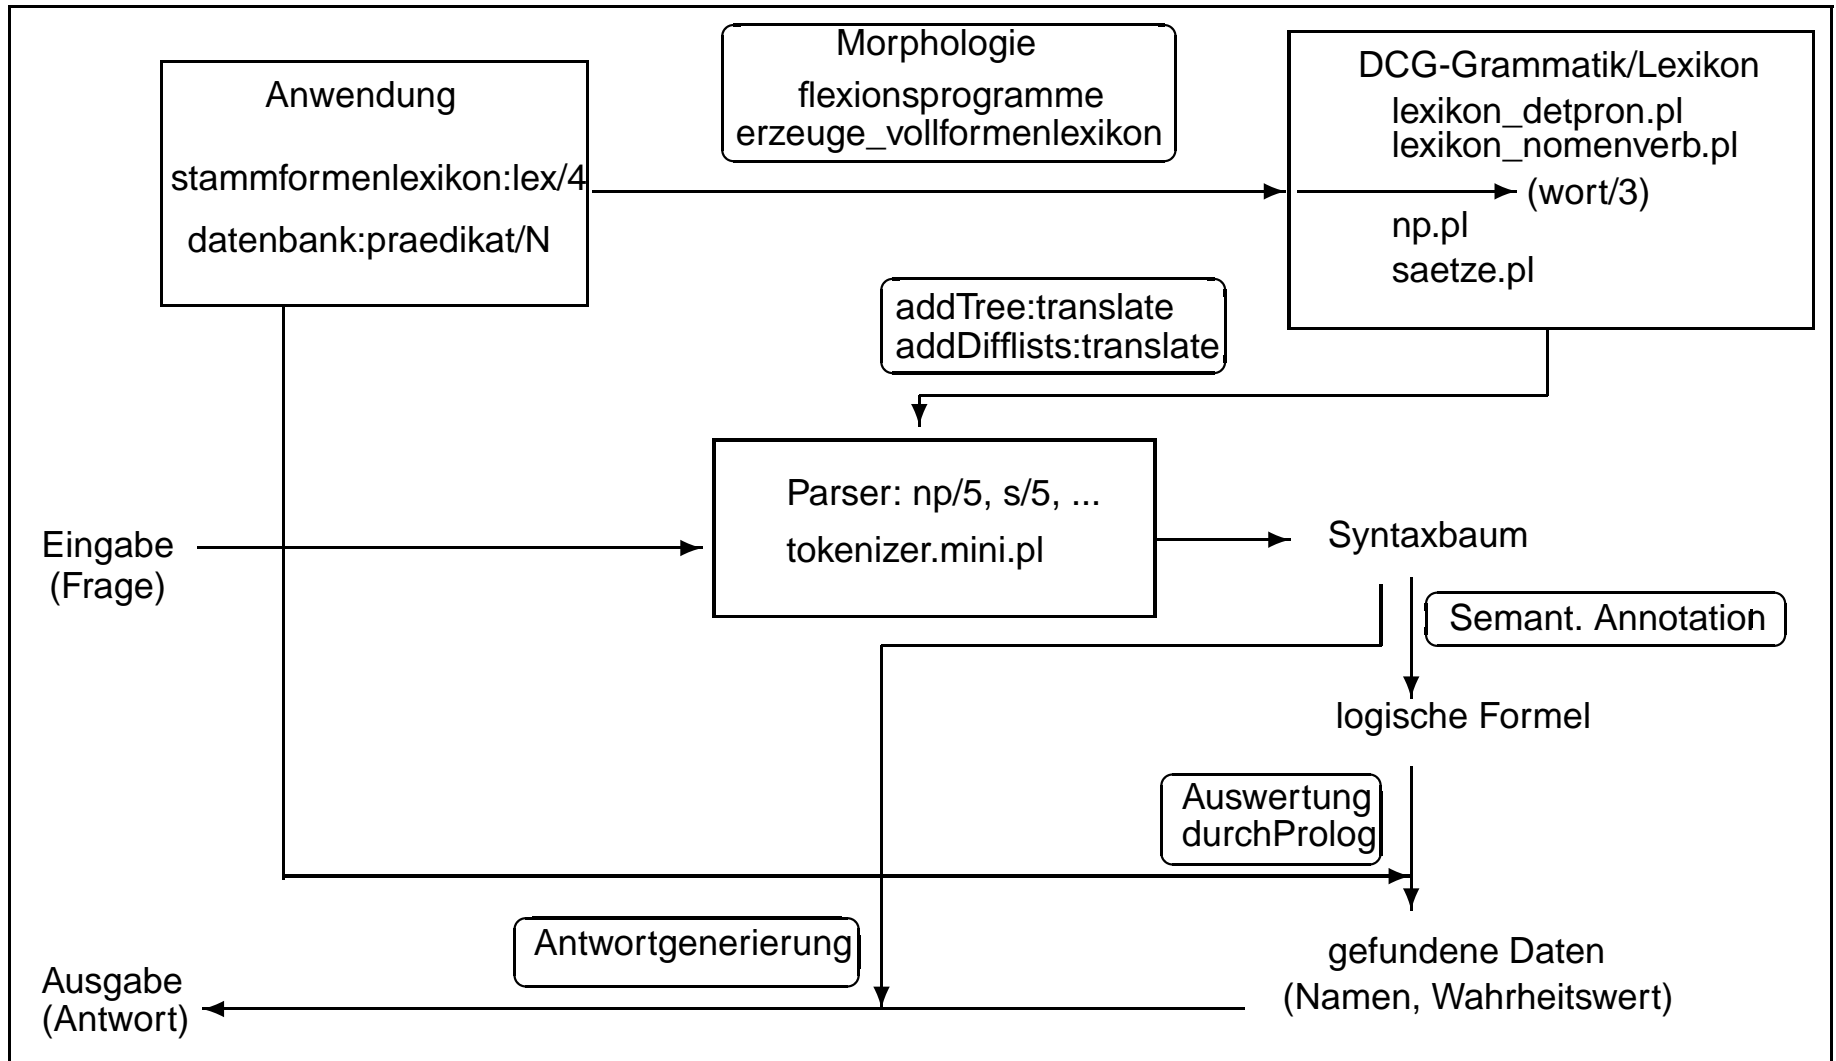 Morphologie
flexionsprogramme
erzeuge_vollformenlexikon
Anwendung
stammformenlexikon:lex/4
datenbank:praedikat/N
DCG-Grammatik/Lexikon
lexikon_detpron.pl
lexikon_nomenverb.pl
(wort/3)
np.pl
saetze.pl
addTree:translate
addDifflists:translate
Parser: np/5, s/5, ...
tokenizer.mini.pl
Eingabe
(Frage)
Syntaxbaum
Semant. Annotation
logische Formel
Auswertung
durchProlog
Antwortgenerierung
gefundene Daten
(Namen, Wahrheitswert)
Ausgabe
(Antwort)